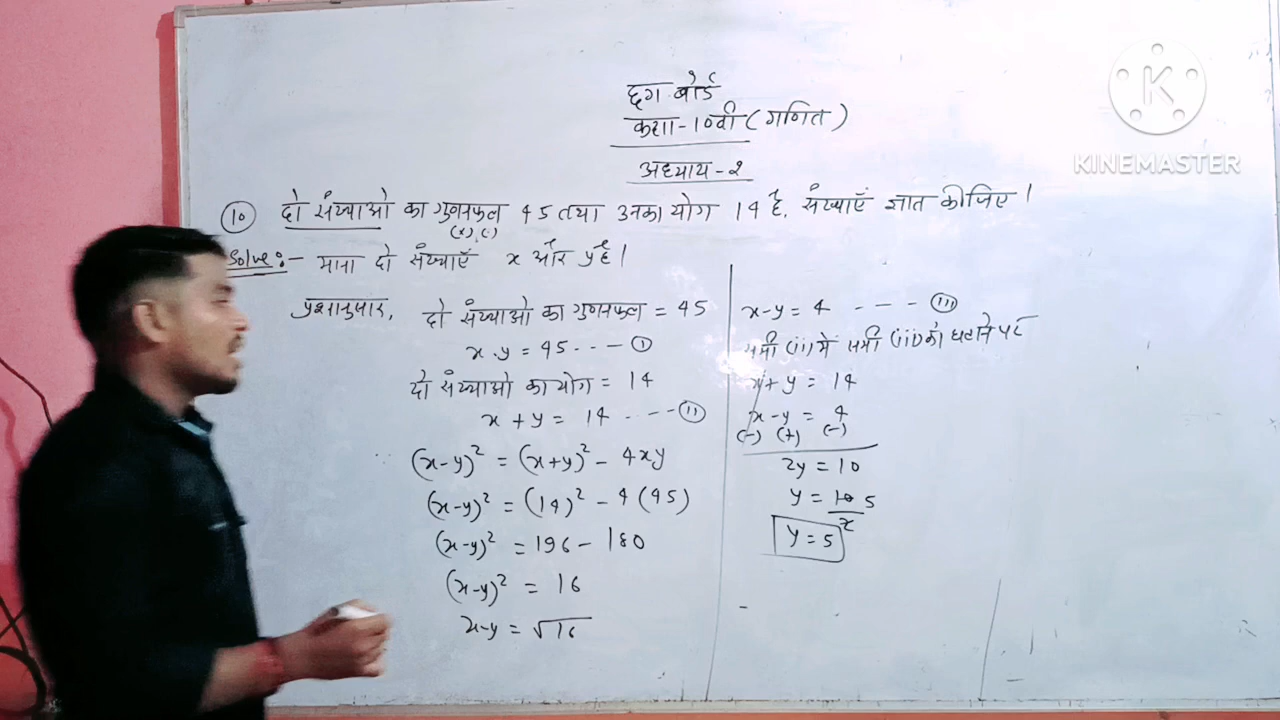 छग बोर्ड
कक्षा-10वी (गणित)
अध्याय-2
K
KINEMASTER
(10) दो संख्याओ का गुणनफल 45 तथा उनका योग 14 है, संख्याएँ ज्ञात कीजिए।
(x) (.)
Solve:- माना दो संख्याएँ x और y है।
प्रश्नानुसार, दो संख्याओ का गुणनफल = 45
x.y = 45 --- (I)
दो संख्याओ का योग = 14
x + y = 14 ---- (II)
(x-y)² = (x+y)² - 4xy
(x-y)² = (14)² - 4(45)
(x-y)² = 196 - 180
(x-y)² = 16
x-y = √16
x-y = 4 --- (III)
समी (ii) में समी (iii) को घटाने पर
x+y = 14
x-y = 4
(-) (+) (-)
2y = 10
y = 10/2 5
y = 5